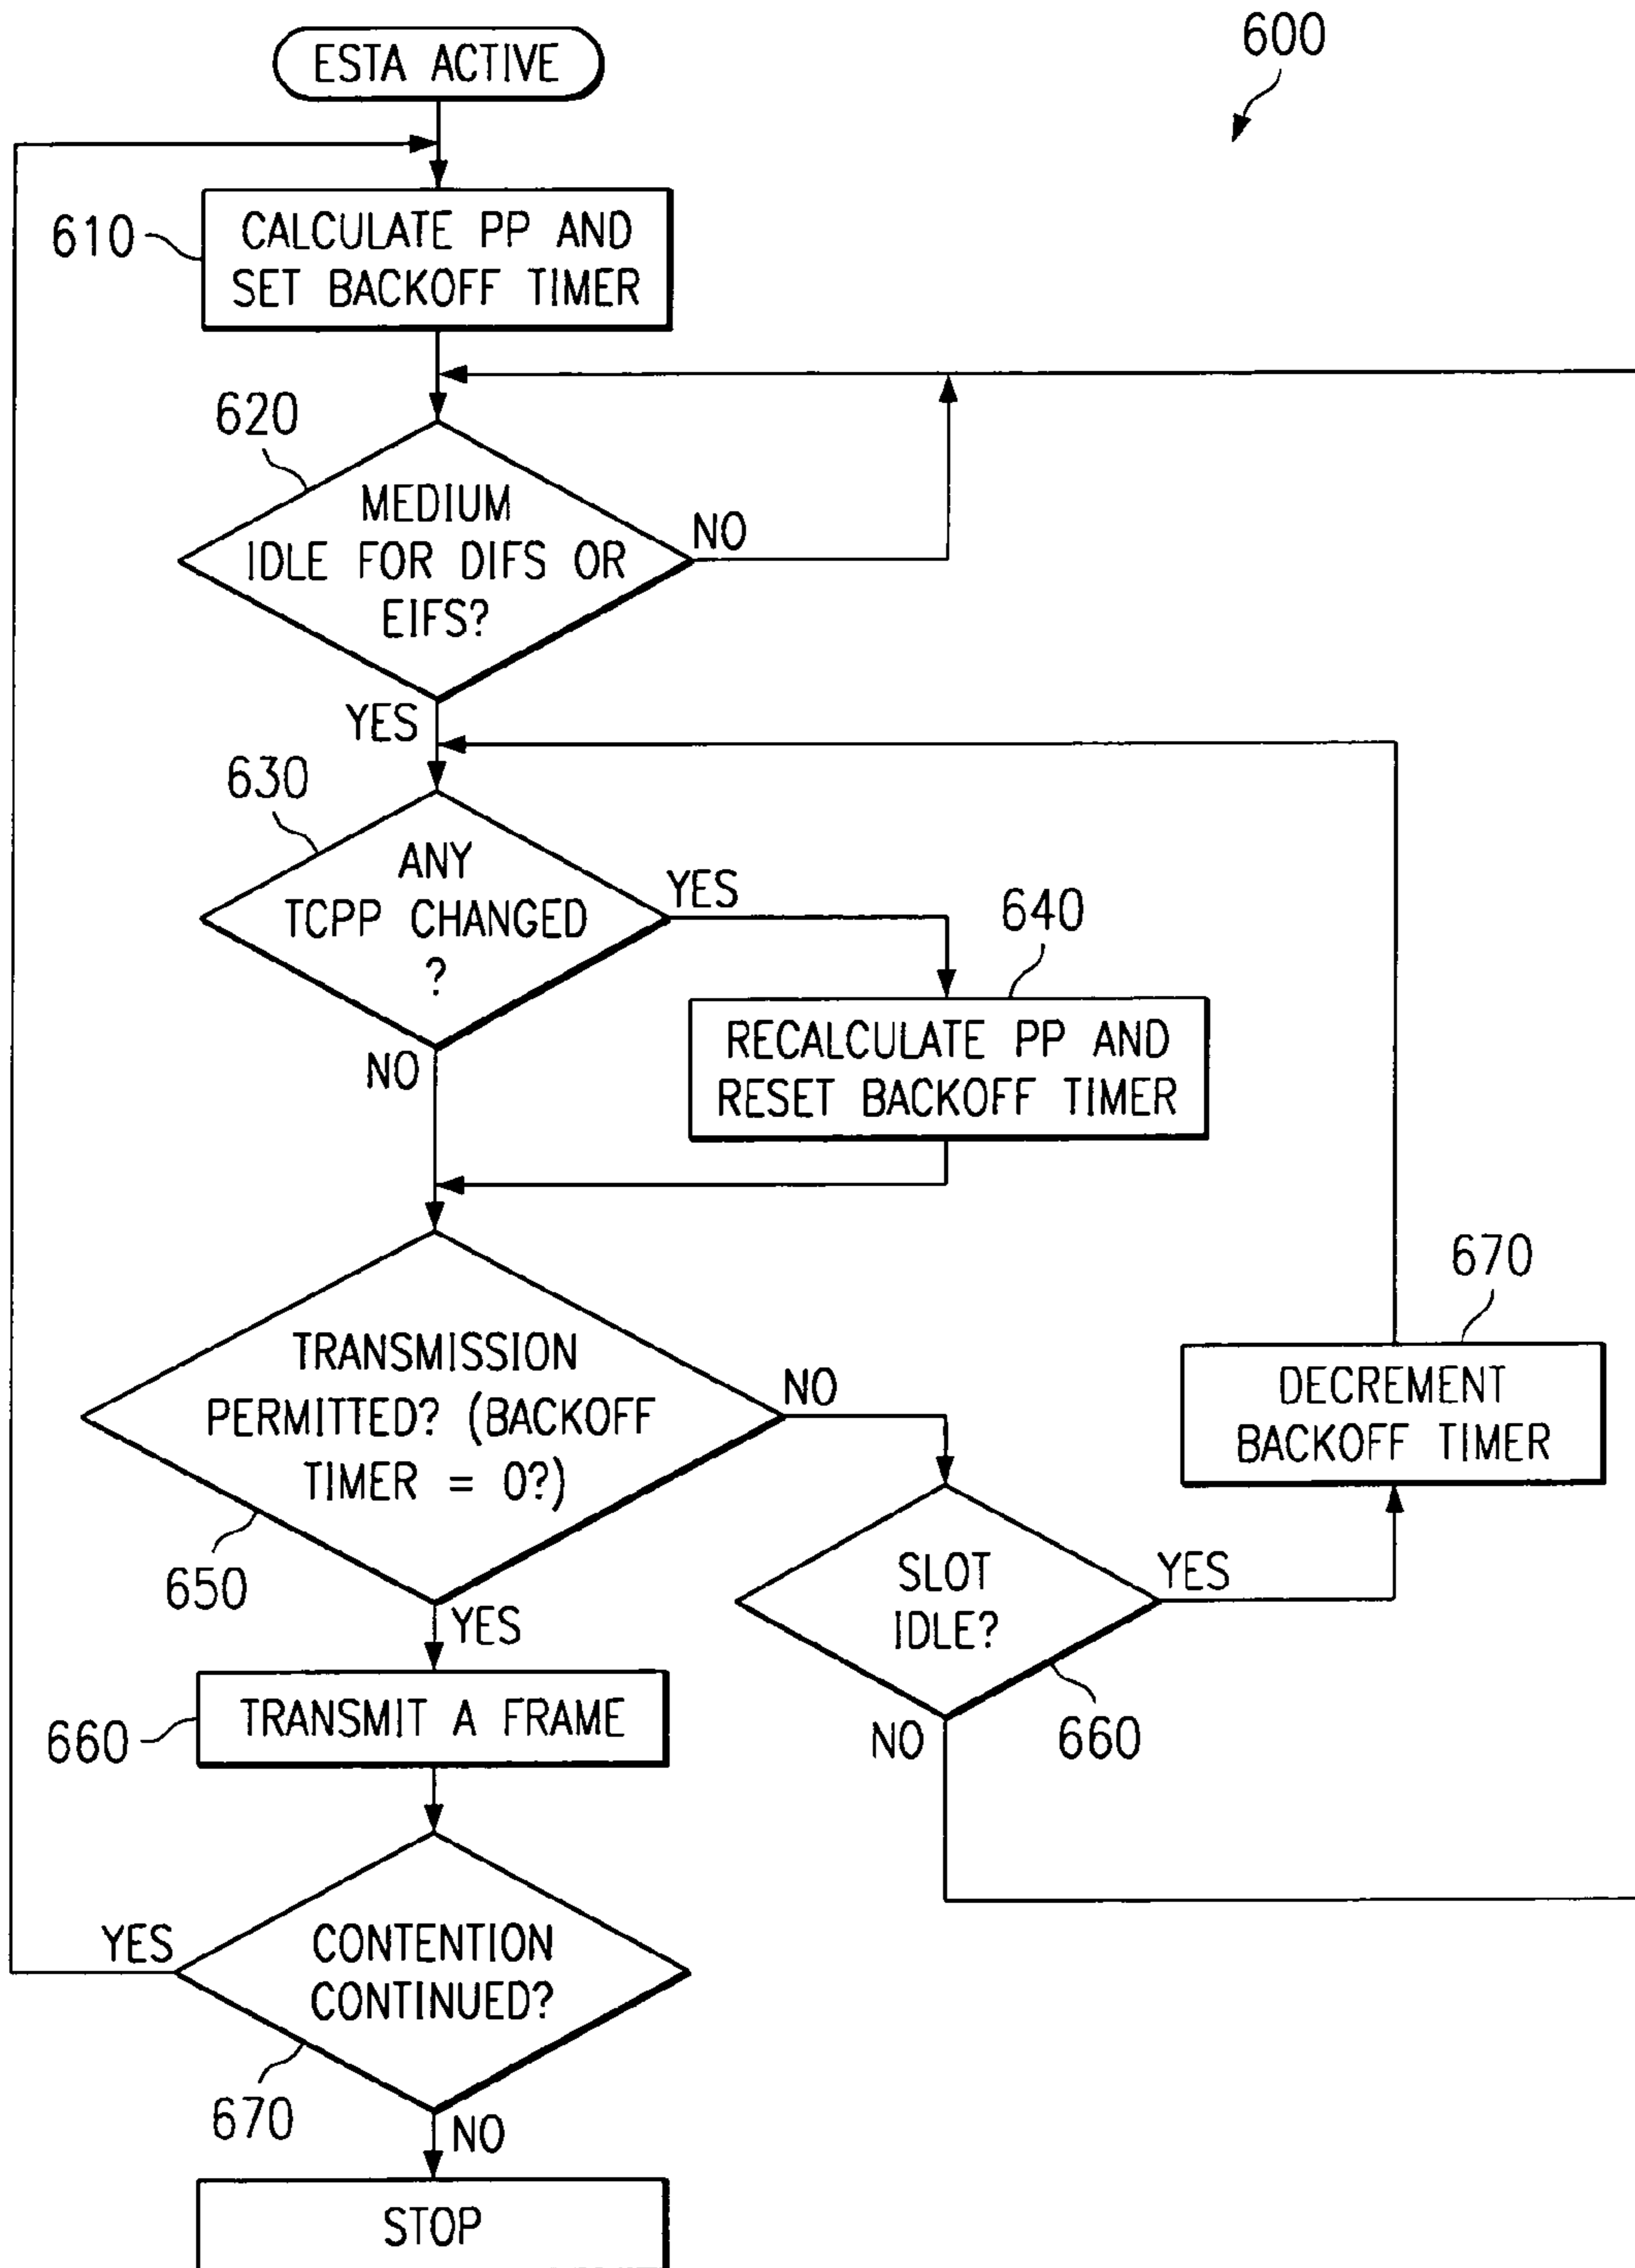 600
ESTA ACTIVE
610
CALCULATE PP AND
SET BACKOFF TIMER
620
MEDIUM
IDLE FOR DIFS OR
EIFS?
NO
YES
630
ANY
TCPP CHANGED
?
YES
NO
640
RECALCULATE PP AND
RESET BACKOFF TIMER
TRANSMISSION
PERMITTED? (BACKOFF
TIMER = 0?)
650
NO
YES
SLOT
IDLE?
660
YES
NO
670
DECREMENT
BACKOFF TIMER
660
TRANSMIT A FRAME
CONTENTION
CONTINUED?
670
YES
NO
STOP